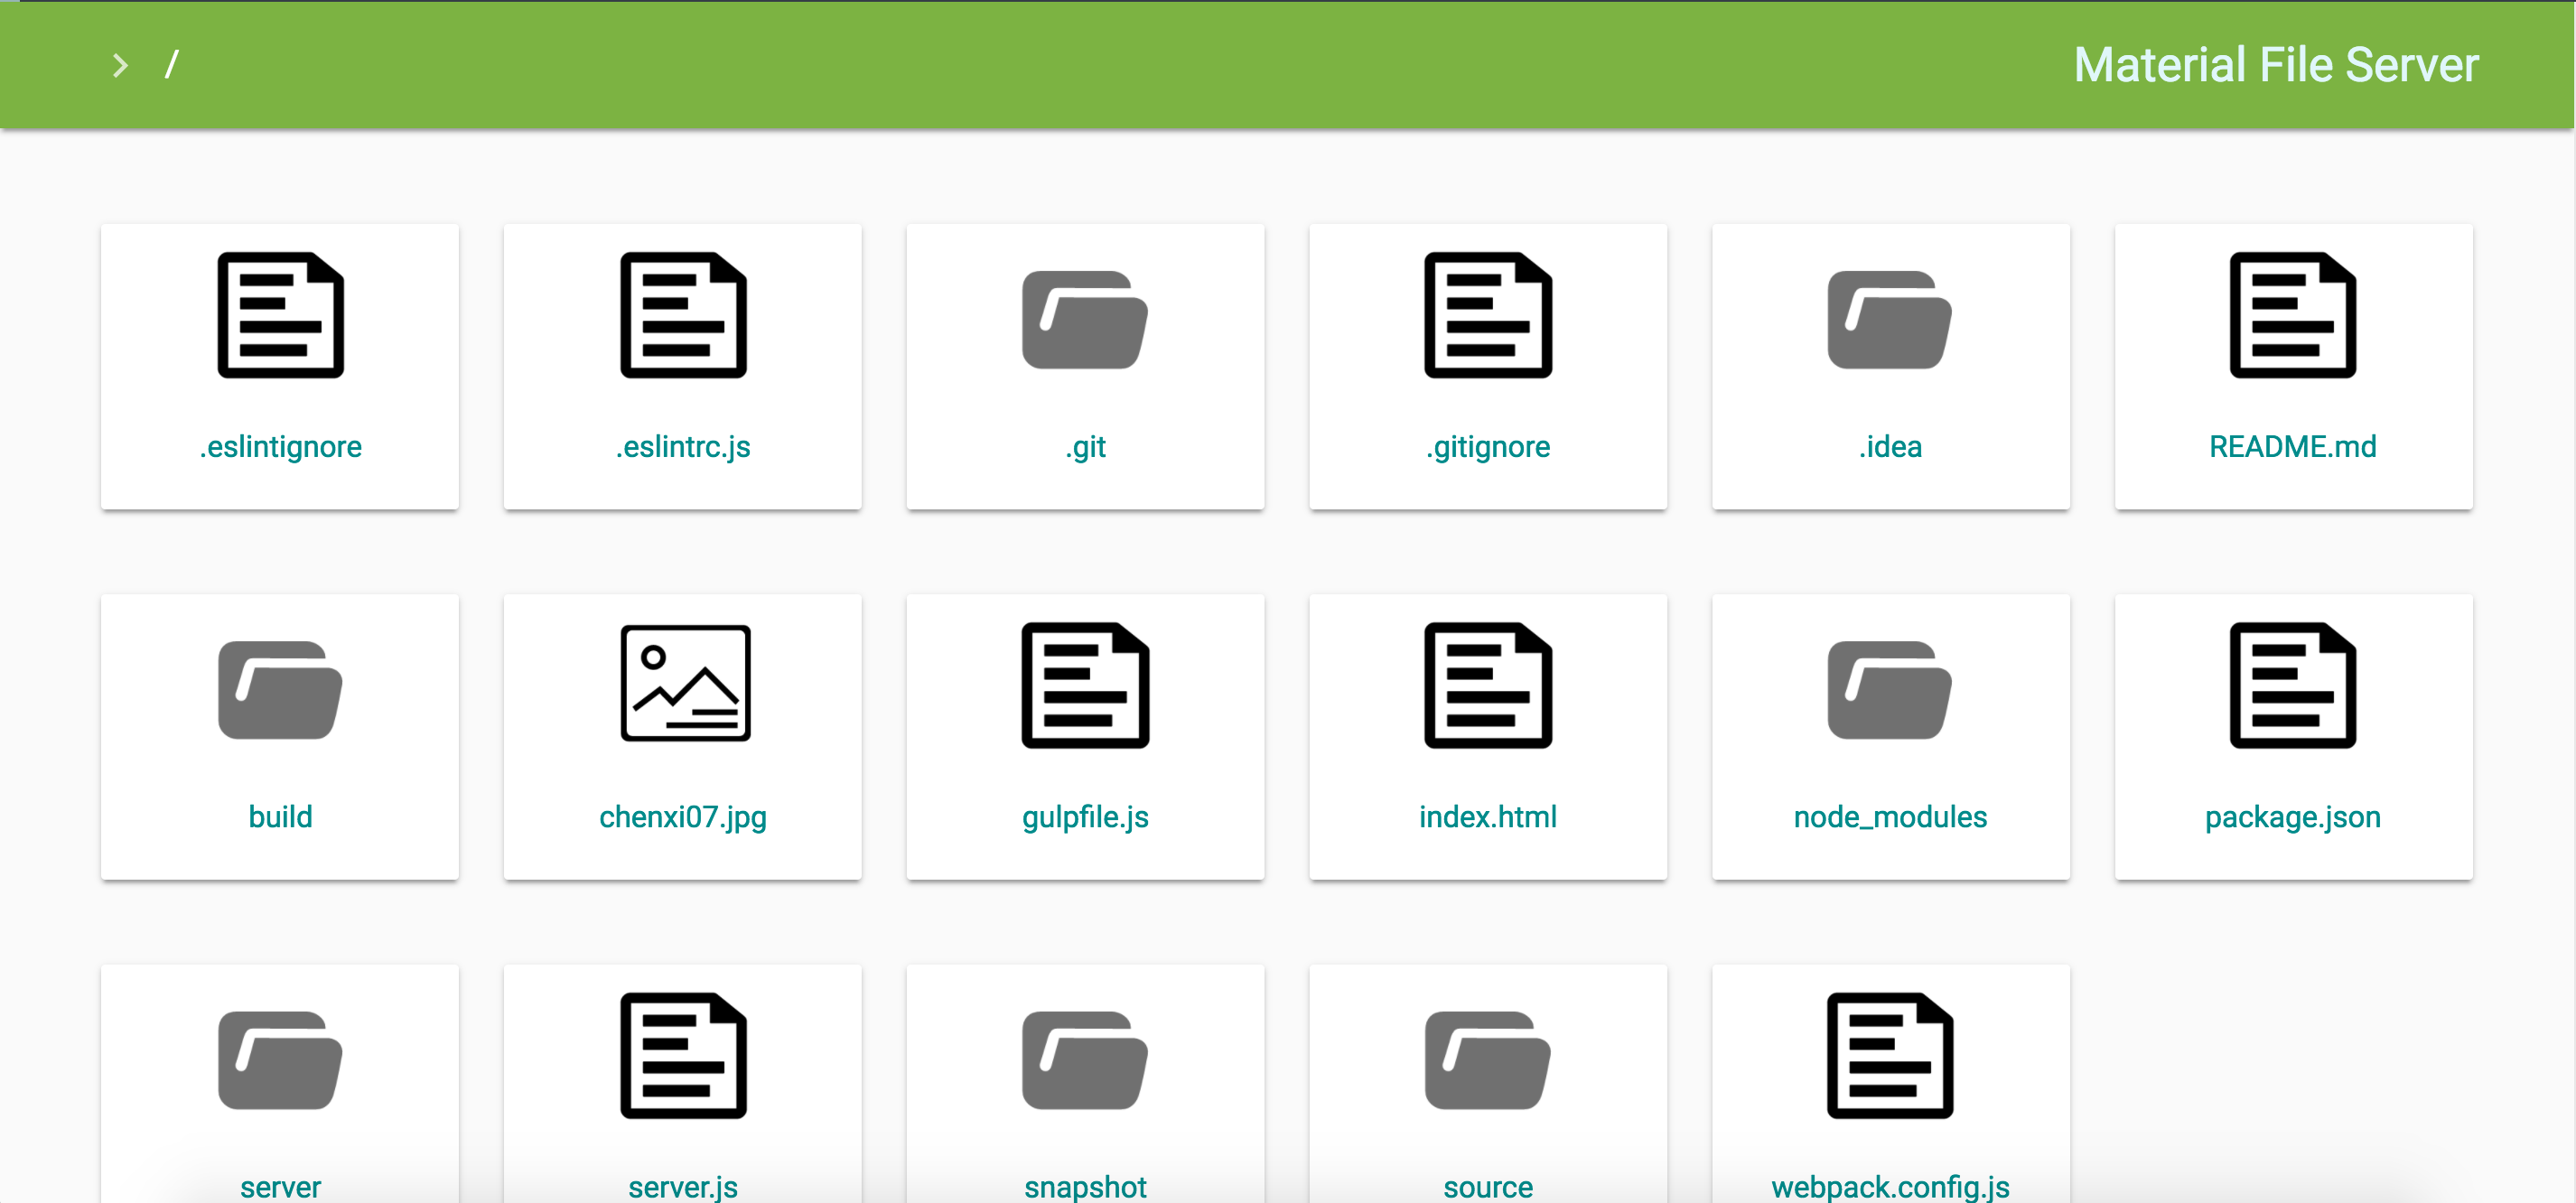 /
Material File Server
.eslintignore
.eslintrc.js
.git
.gitignore
.idea
README.md
build
chenxi07.jpg
gulpfile.js
index.html
node_modules
package.json
server
server.js
snapshot
source
webpack.config.js